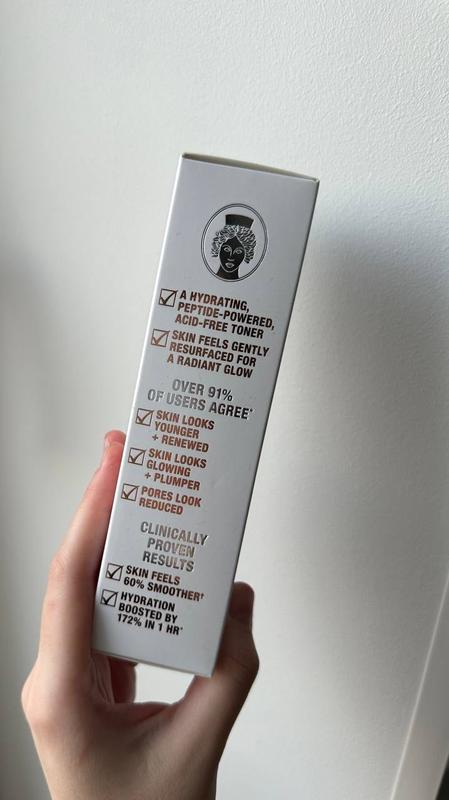 A HYDRATING,
PEPTIDE-POWERED,
ACID-FREE TONER
SKIN FEELS GENTLY
RESURFACED FOR
A RADIANT GLOW
OVER 91%
OF USERS AGREE*
SKIN LOOKS
YOUNGER
+ RENEWED
SKIN LOOKS
GLOWING
+ PLUMPER
PORES LOOK
REDUCED
CLINICALLY
PROVEN
RESULTS
SKIN FEELS
60% SMOOTHER†
HYDRATION
BOOSTED BY
172% IN 1 HR*